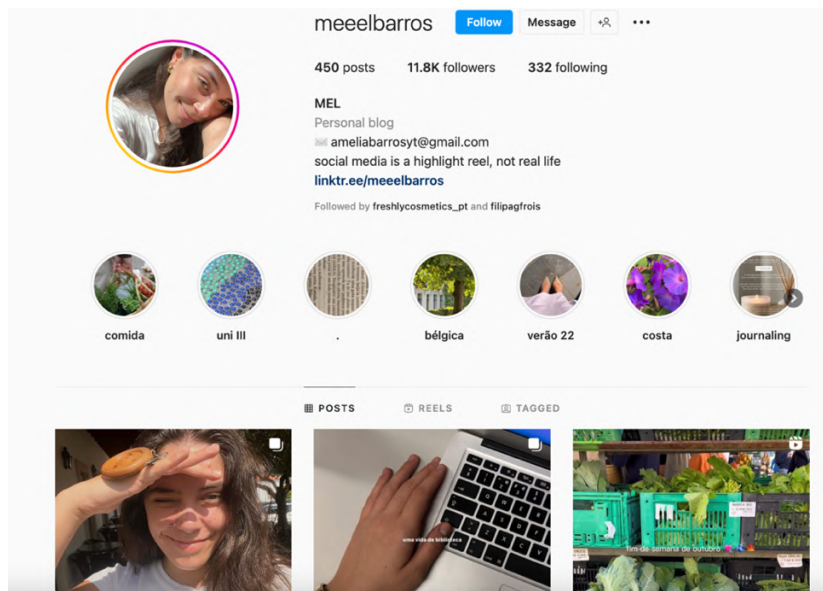 meeelbarros Follow Message
450 posts 11.8K followers 332 following
MEL
Personal blog
ameliabarrosyt@gmail.com
social media is a highlight reel, not real life
linktr.ee/meeelbarros
Followed by freshlycosmetics_pt and filipagfrois
comida uni III . bélgica verão 22 costa journaling
POSTS REELS TAGGED
uma vida de biblioteca
fim de semana de outubro